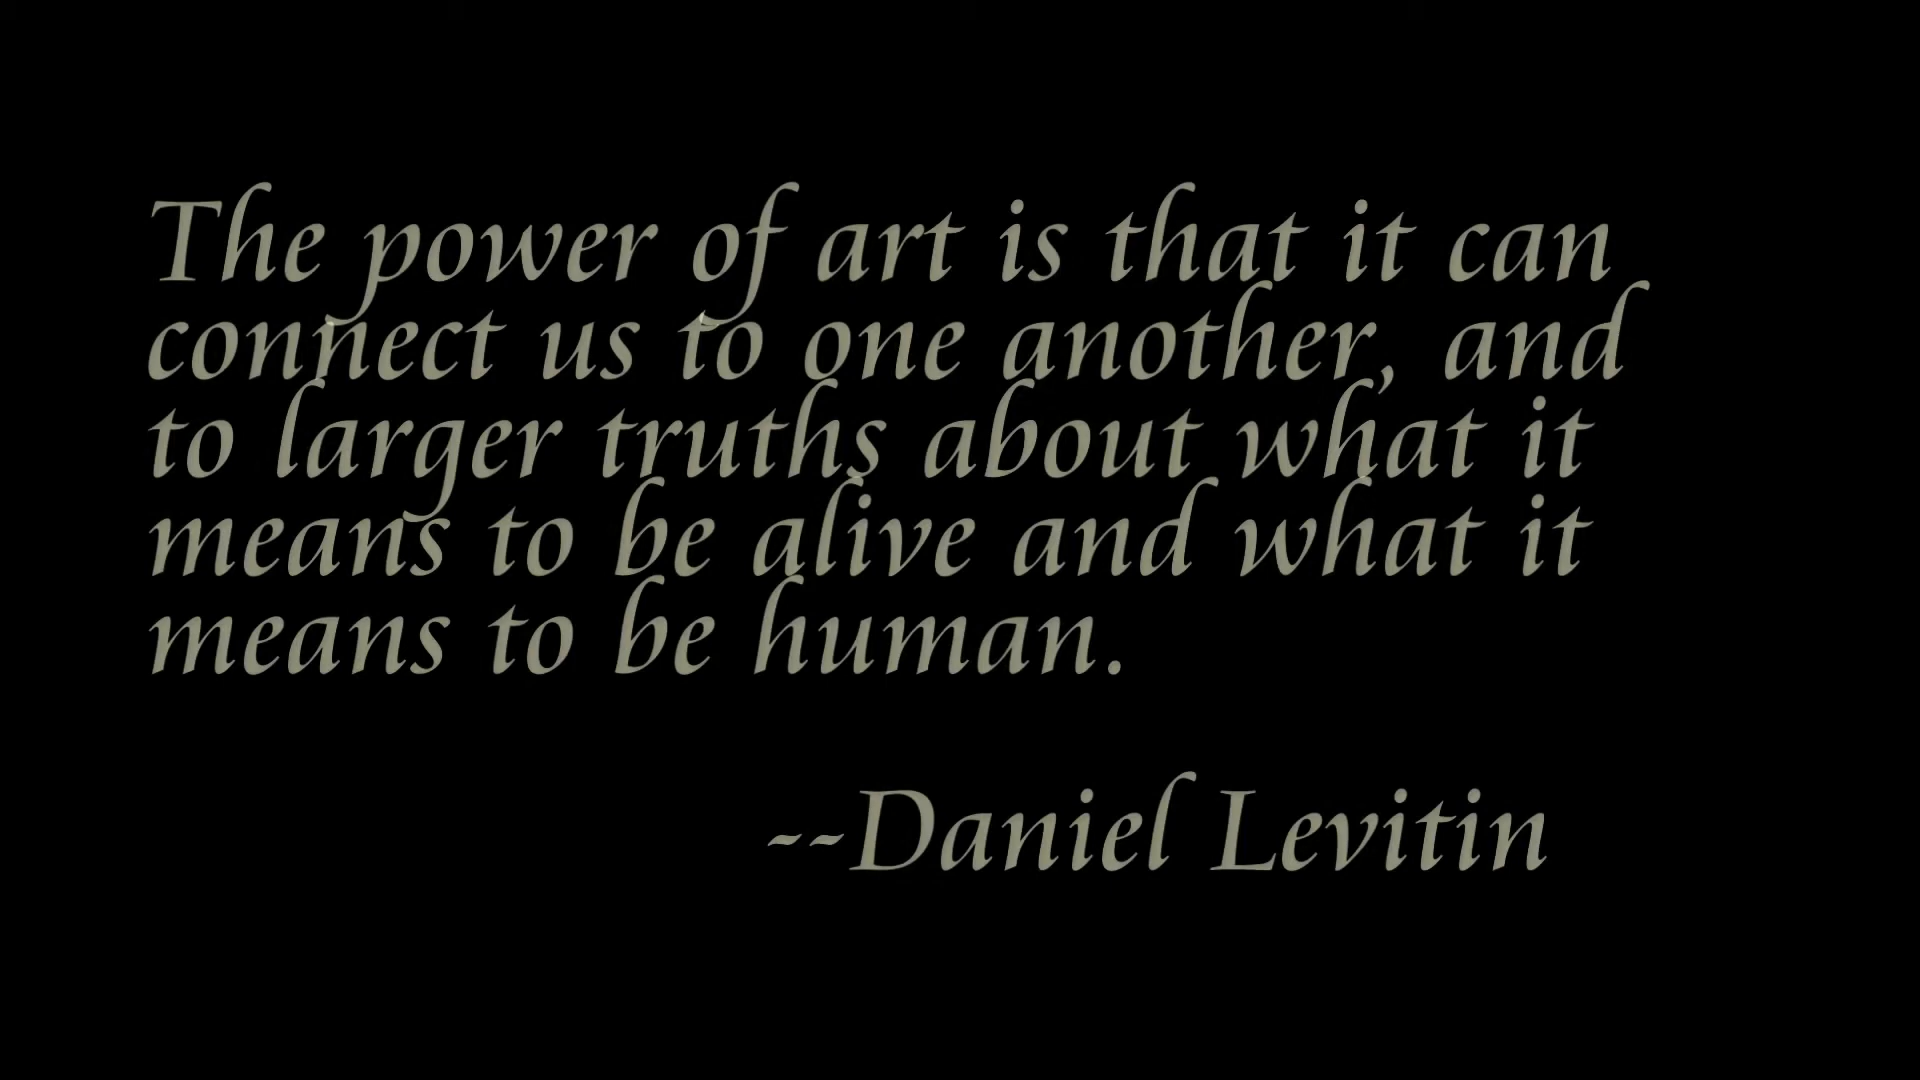 The power of art is that it can
connect us to one another, and
to larger truths about what it
means to be alive and what it
means to be human.
--Daniel Levitin